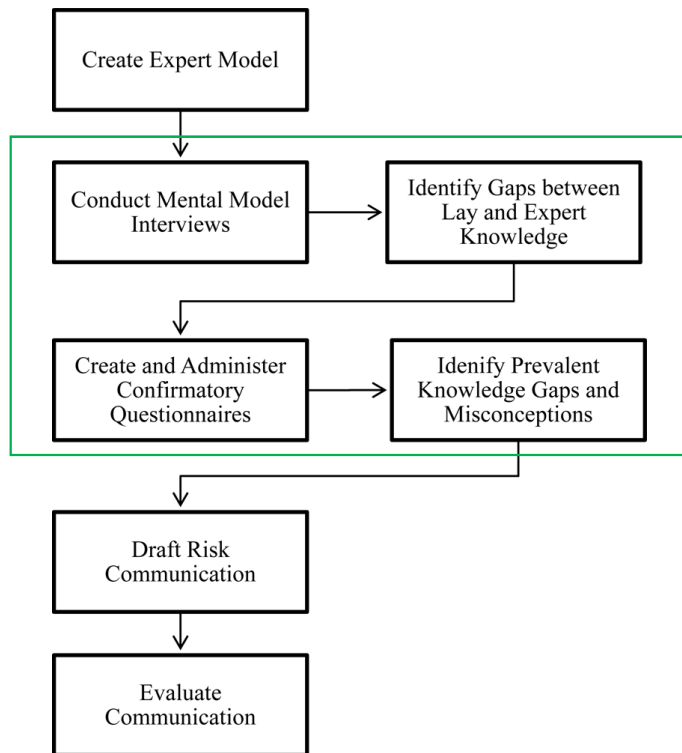 Create Expert Model
Conduct Mental Model
Interviews
Identify Gaps between
Lay and Expert
Knowledge
Create and Administer
Confirmatory
Questionnaires
Idenify Prevalent
Knowledge Gaps and
Misconceptions
Draft Risk
Communication
Evaluate
Communication